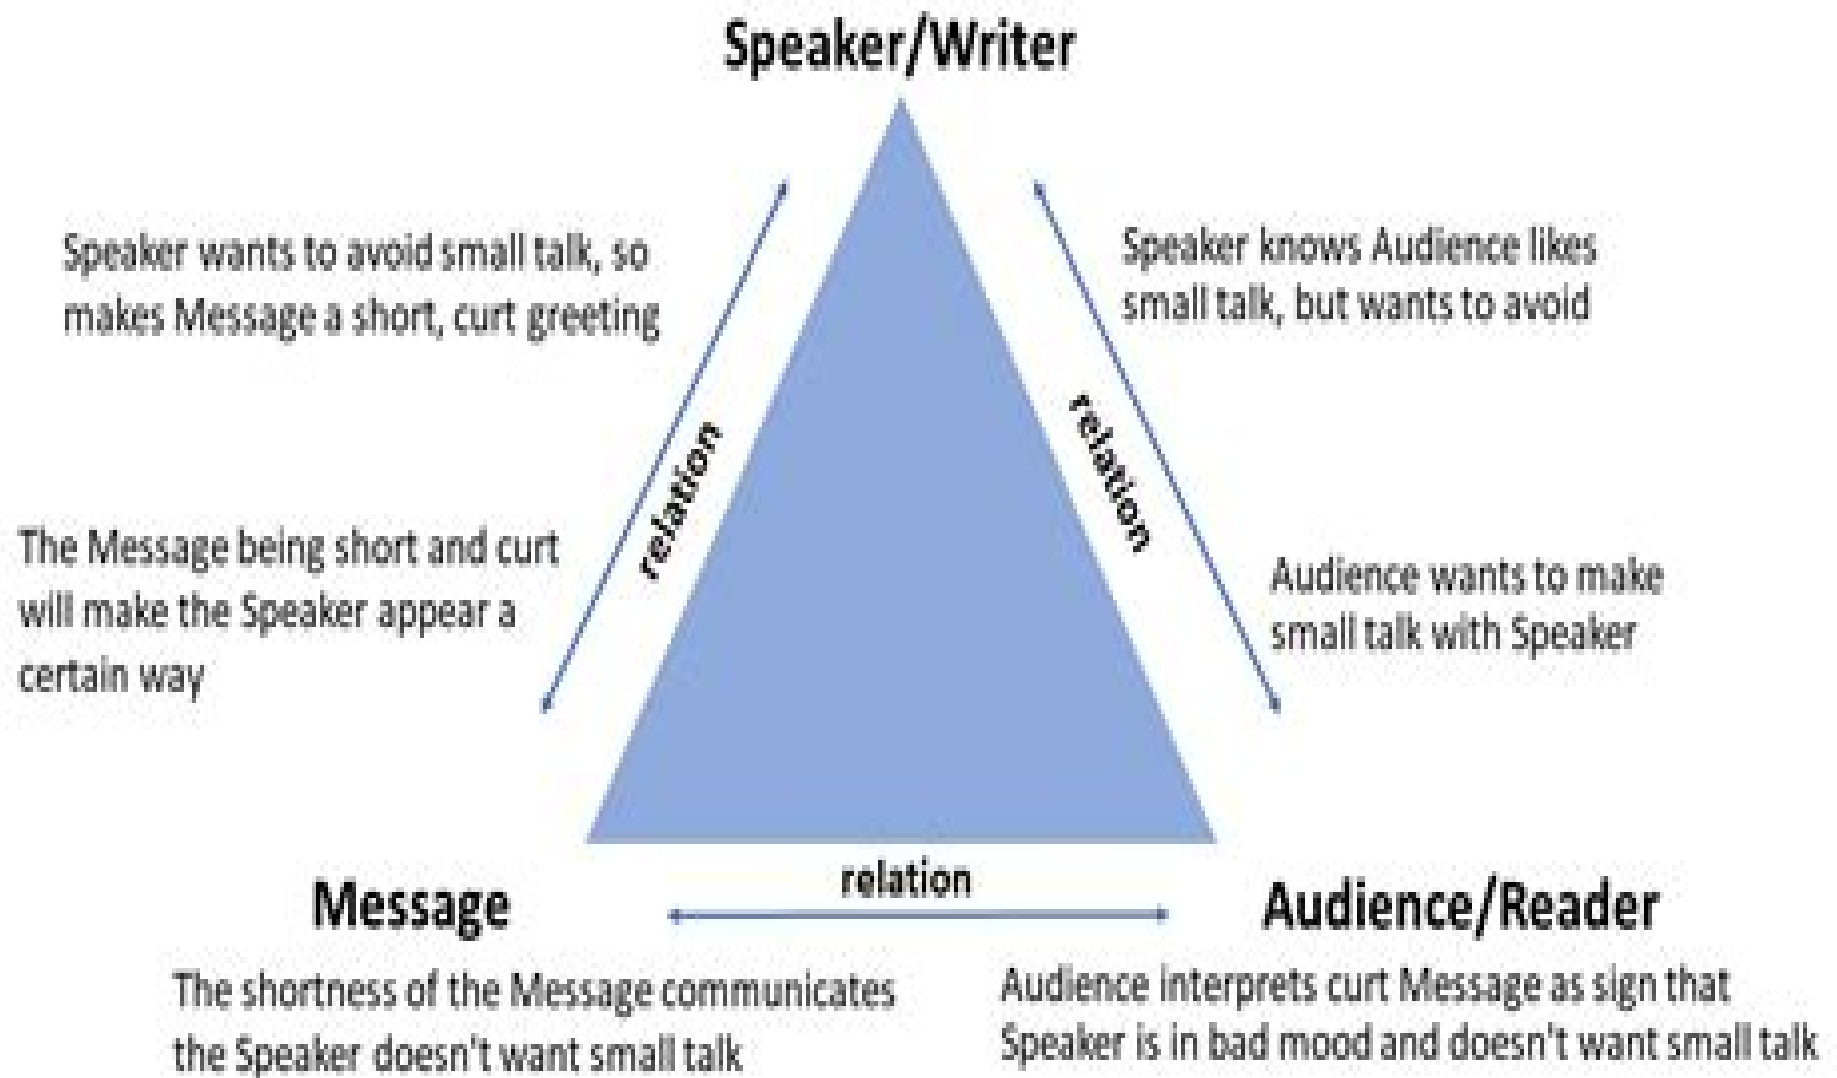 Speaker/Writer
Speaker wants to avoid small talk, so
makes Message a short, curt greeting
Speaker knows Audience likes
small talk, but wants to avoid
relation
relation
The Message being short and curt
will make the Speaker appear a
certain way
Audience wants to make
small talk with Speaker
relation
Message
Audience/Reader
The shortness of the Message communicates
the Speaker doesn't want small talk
Audience interprets curt Message as sign that
Speaker is in bad mood and doesn't want small talk